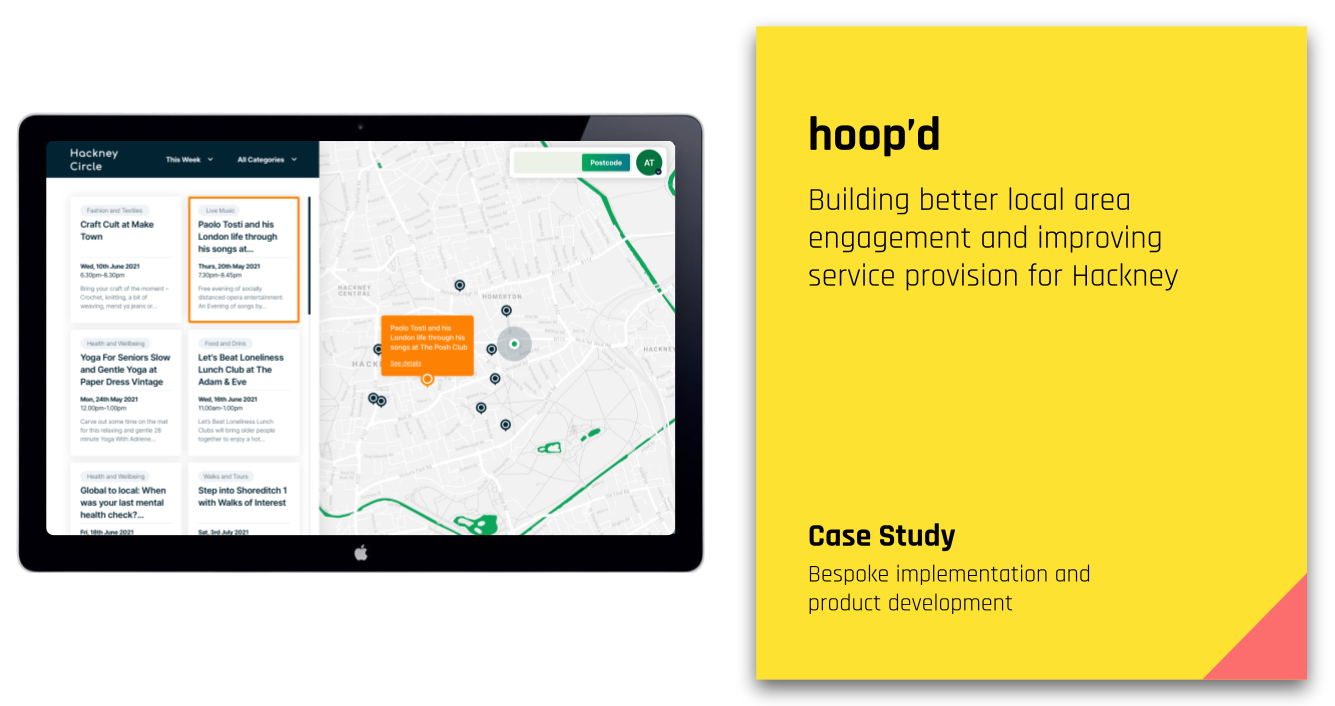 Hackney
Circle
This Week
All Categories
Postcode
AT
Fashion and Textiles
Craft Cult at Make
Town
Wed, 10th June 2021
6.30pm-8.30pm
Bring your craft of the moment –
Crochet, knitting, a bit of
weaving, mend ya jeans or...
Live Music
Paolo Tosti and his
London life through
his songs at...
Thurs, 20th May 2021
7.30pm-8.45pm
Free evening of socially
distanced opera entertainment.
An Evening of songs by...
Health and Wellbeing
Yoga For Seniors Slow
and Gentle Yoga at
Paper Dress Vintage
Mon, 24th May 2021
12.00pm-1.00pm
Carve out some time on the mat
for this relaxing and gentle 28
minute Yoga With Adriene...
Food and Drink
Let's Beat Loneliness
Lunch Club at The
Adam & Eve
Wed, 16th June 2021
11.00am-1.00pm
Let's Beat Loneliness Lunch
Clubs will bring older people
together to enjoy a hot...
Health and Wellbeing
Global to local: When
was your last mental
health check?...
Fri, 18th June 2021
Walks and Tours
Step into Shoreditch 1
with Walks of Interest
Sat, 3rd July 2021
HACKNEY
CENTRAL
HOMERTON
Paolo Tosti and his
London life through his
songs at The Posh Club
See details
hoop'd
Building better local area
engagement and improving
service provision for Hackney
Case Study
Bespoke implementation and
product development